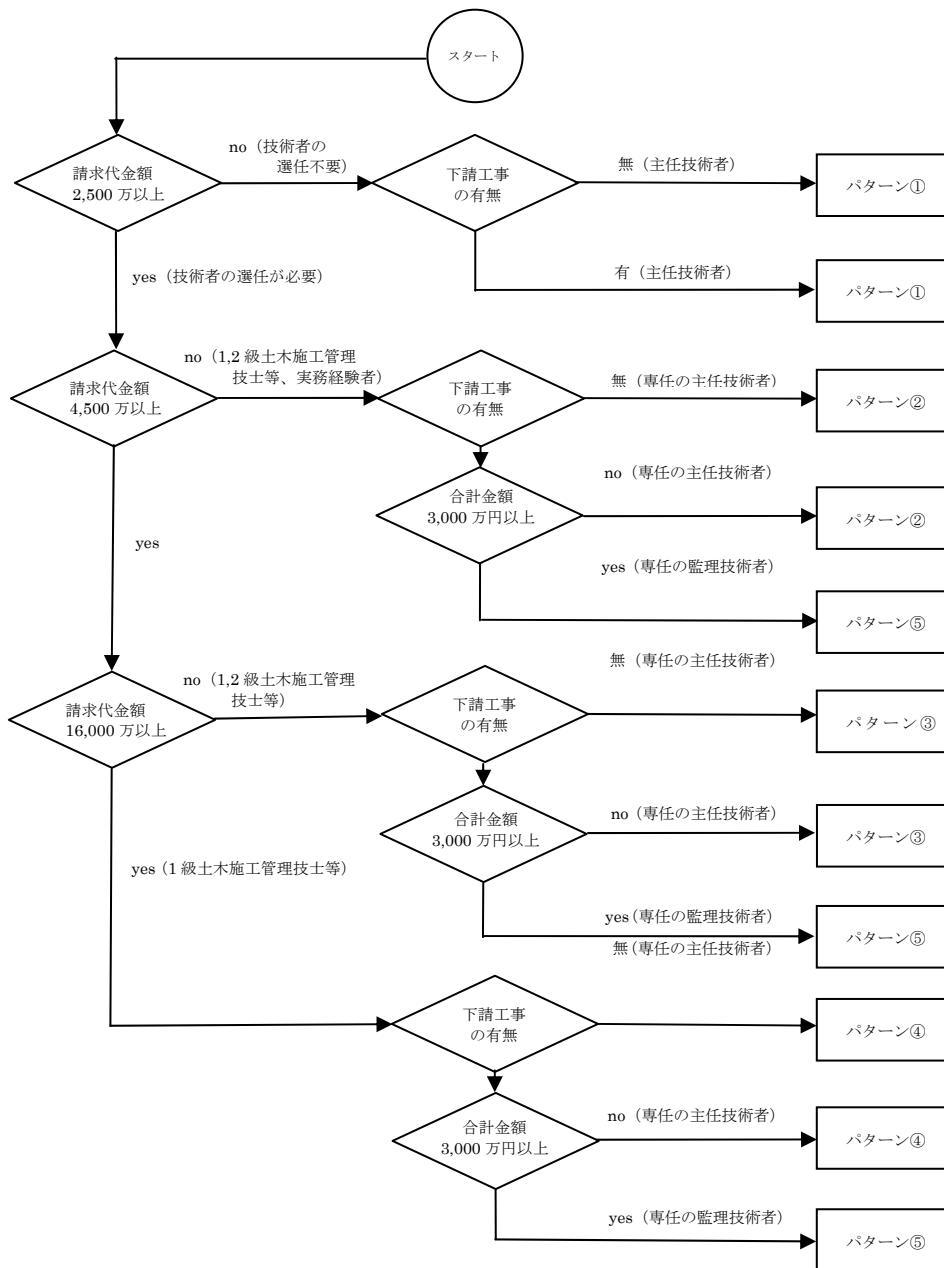 スタート
no（技術者の
選任不要）
請求代金額
2,500 万以上
下請工事
の有無
無（主任技術者）
パターン①
有（主任技術者）
パターン①
yes（技術者の選任が必要）
no（1,2 級土木施工管理
技士等、実務経験者）
請求代金額
4,500 万以上
下請工事
の有無
無（専任の主任技術者）
パターン②
合計金額
3,000 万円以上
no（専任の主任技術者）
パターン②
yes
yes（専任の監理技術者）
パターン⑤
no（1,2 級土木施工管理
技士等）
請求代金額
16,000 万以上
下請工事
の有無
無（専任の主任技術者）
パターン③
合計金額
3,000 万円以上
no（専任の主任技術者）
パターン③
yes（1 級土木施工管理技士等）
yes（専任の監理技術者）
パターン⑤
無（専任の主任技術者）
下請工事
の有無
パターン④
合計金額
3,000 万円以上
no（専任の主任技術者）
パターン④
yes（専任の監理技術者）
パターン⑤